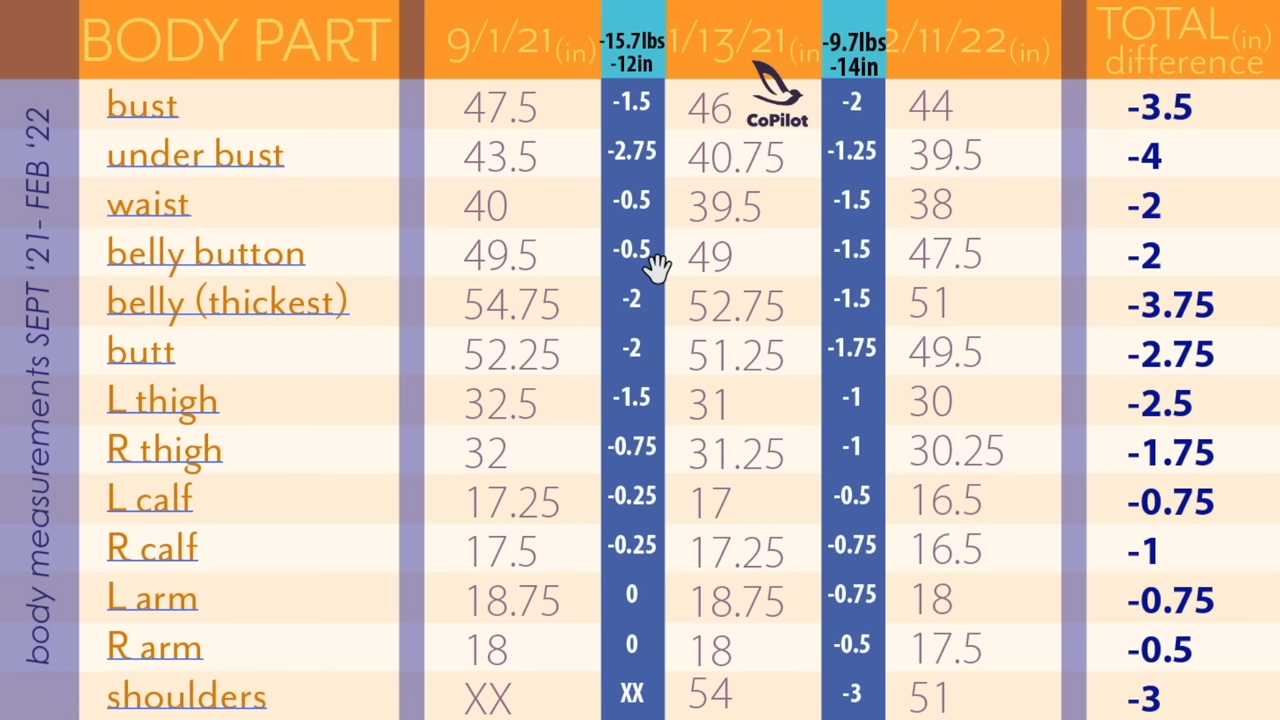 BODY PART 9/1/21(in) -15.7lbs -12in 1/13/21(in -9.7lbs -14in 2/11/22(in) TOTAL(in) difference
body measurements SEPT '21- FEB '22
bust 47.5 -1.5 46 -2 44 -3.5
CoPilot
under bust 43.5 -2.75 40.75 -1.25 39.5 -4
waist 40 -0.5 39.5 -1.5 38 -2
belly button 49.5 -0.5 49 -1.5 47.5 -2
belly (thickest) 54.75 -2 52.75 -1.5 51 -3.75
butt 52.25 -2 51.25 -1.75 49.5 -2.75
L thigh 32.5 -1.5 31 -1 30 -2.5
R thigh 32 -0.75 31.25 -1 30.25 -1.75
L calf 17.25 -0.25 17 -0.5 16.5 -0.75
R calf 17.5 -0.25 17.25 -0.75 16.5 -1
L arm 18.75 0 18.75 -0.75 18 -0.75
R arm 18 0 18 -0.5 17.5 -0.5
shoulders XX XX 54 -3 51 -3